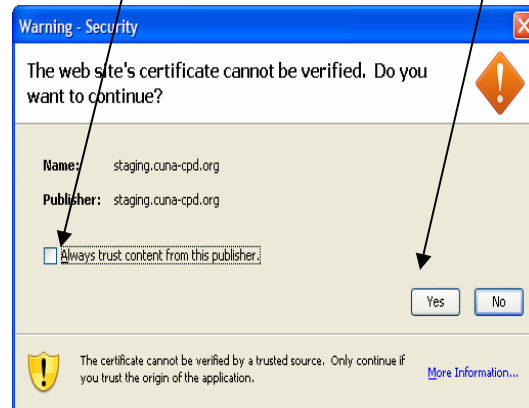 Warning - Security
The web site's certificate cannot be verified. Do you
want to continue?
Name: staging.cuna-cpd.org
Publisher: staging.cuna-cpd.org
Always trust content from this publisher.
Yes No
The certificate cannot be verified by a trusted source. Only continue if
you trust the origin of the application.
More Information...